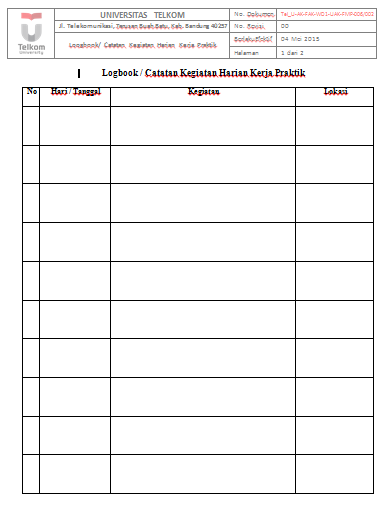 UNIVERSITAS TELKOM
Jl. Telekomunikasi, Terusan Buah Batu, Kab. Bandung 40257
Logbook/ Catatan Kegiatan Harian Kerja Praktik
No. Dokumen
No. Revisi
00
Berlaku Efektif
04 Mei 2015
Halaman
1 dari 2
Telkom
University
Logbook / Catatan Kegiatan Harian Kerja Praktik
No Hari / Tanggal Kegiatan Lokasi